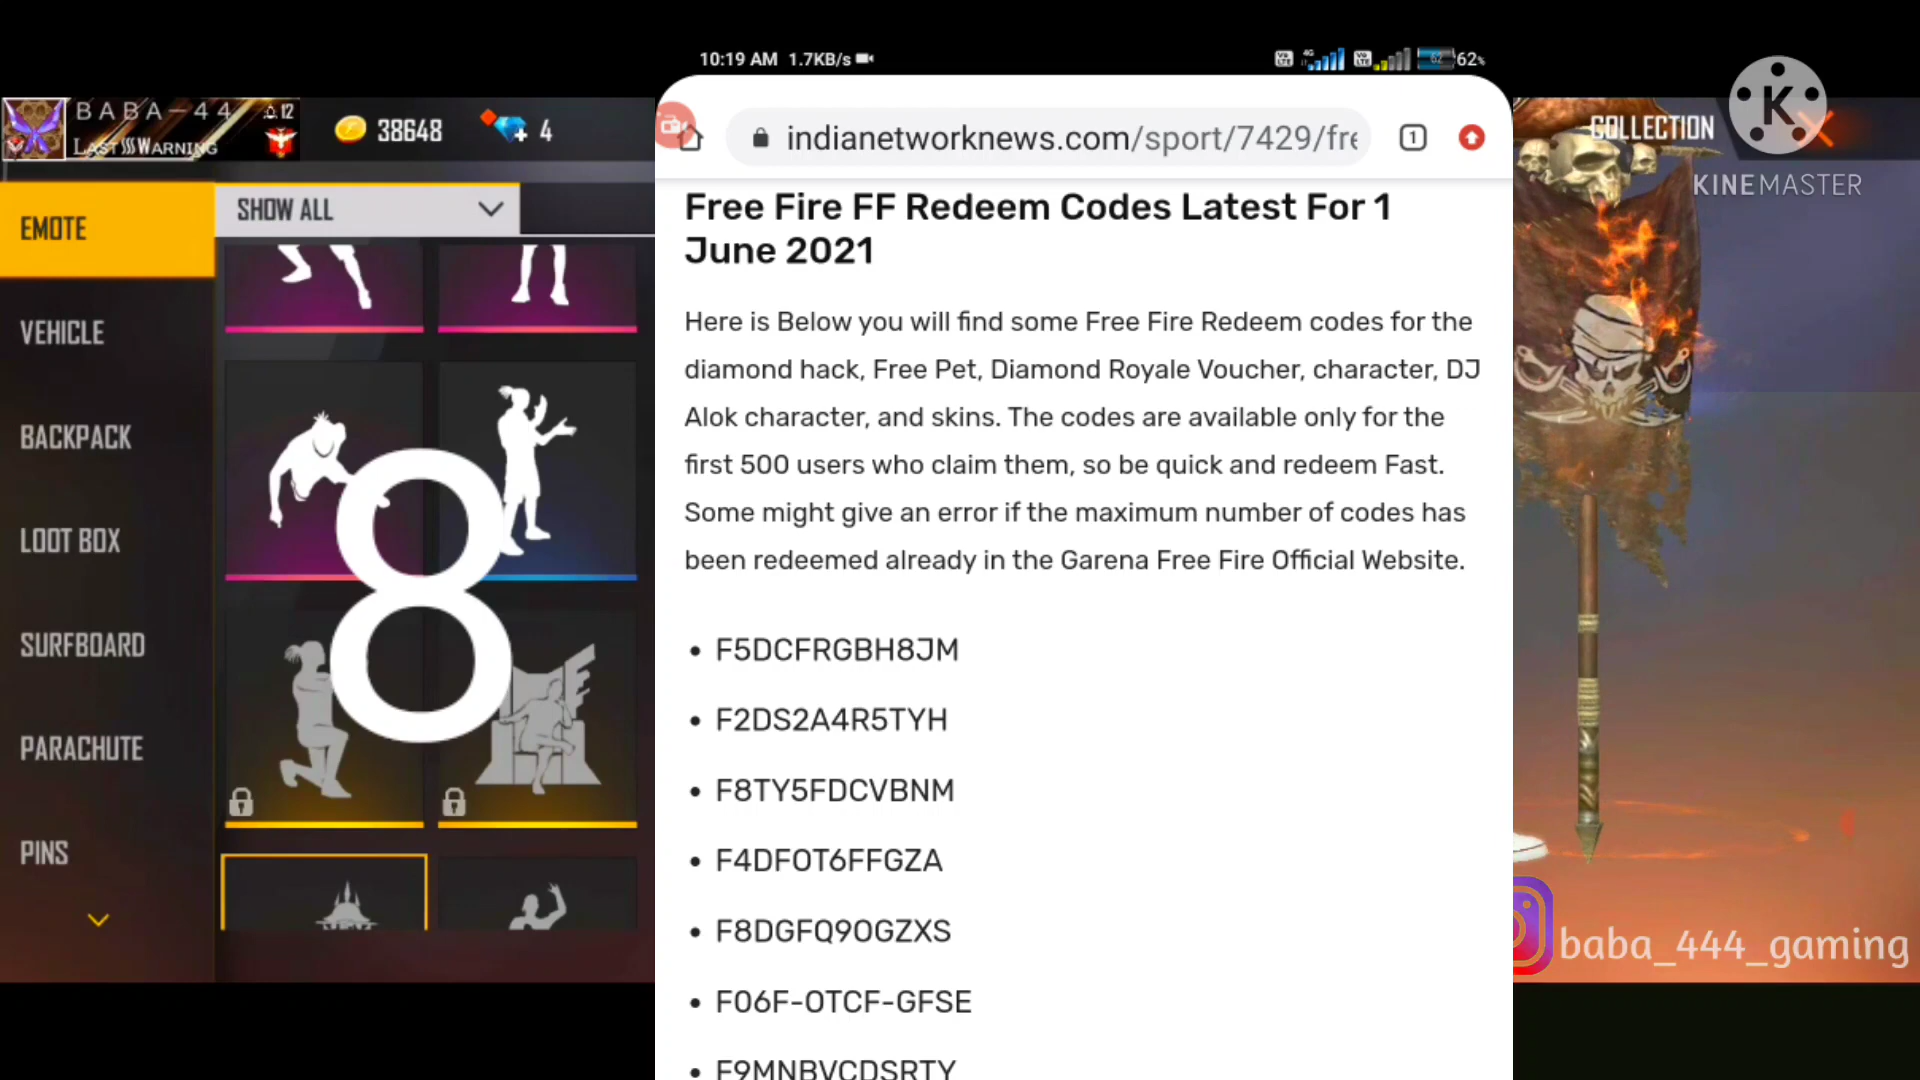 10:19 AM 1.7KB/s
62 62%
BABA-44
12
LAST SSS WARNING
38648
4
EMOTE
SHOW ALL
VEHICLE
BACKPACK
LOOT BOX
SURFBOARD
PARACHUTE
PINS
8
indianetworknews.com/sport/7429/fre
1
Free Fire FF Redeem Codes Latest For 1
June 2021
Here is Below you will find some Free Fire Redeem codes for the
diamond hack, Free Pet, Diamond Royale Voucher, character, DJ
Alok character, and skins. The codes are available only for the
first 500 users who claim them, so be quick and redeem Fast.
Some might give an error if the maximum number of codes has
been redeemed already in the Garena Free Fire Official Website.
• F5DCFRGBH8JM
• F2DS2A4R5TYH
• F8TY5FDCVBNM
• F4DFOT6FFGZA
• F8DGFQ9OGZXS
• F06F-OTCF-GFSE
• F9MNBVCDSRTY
COLLECTION
K
KINEMASTER
baba_444_gaming